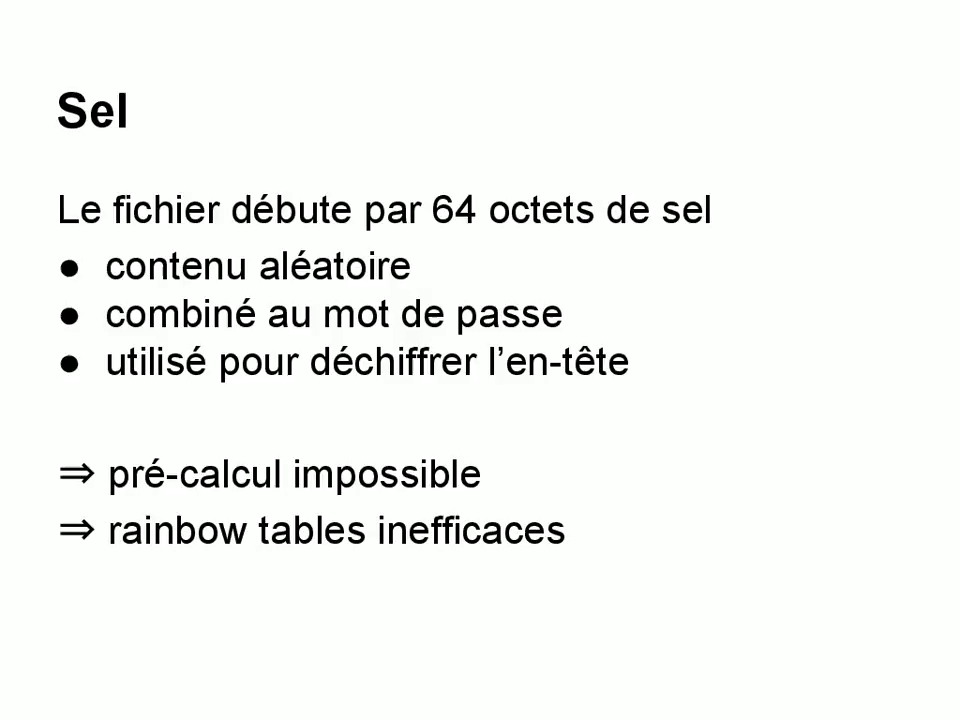 Sel
Le fichier débute par 64 octets de sel
● contenu aléatoire
● combiné au mot de passe
● utilisé pour déchiffrer l’en-tête
⇒ pré-calcul impossible
⇒ rainbow tables inefficaces